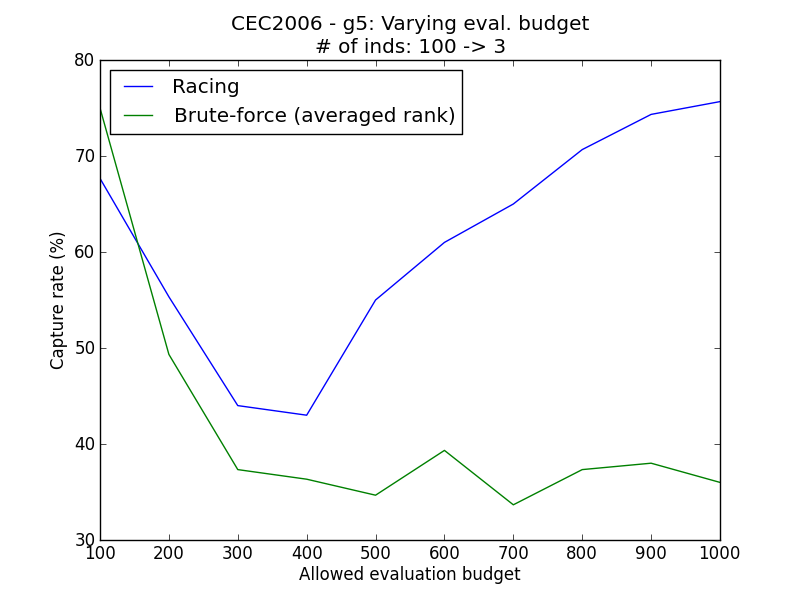 CEC2006 - g5: Varying eval. budget
# of inds: 100 -> 3
Racing
Brute-force (averaged rank)
80
70
60
50
40
30
Capture rate (%)
100 200 300 400 500 600 700 800 900 1000
Allowed evaluation budget